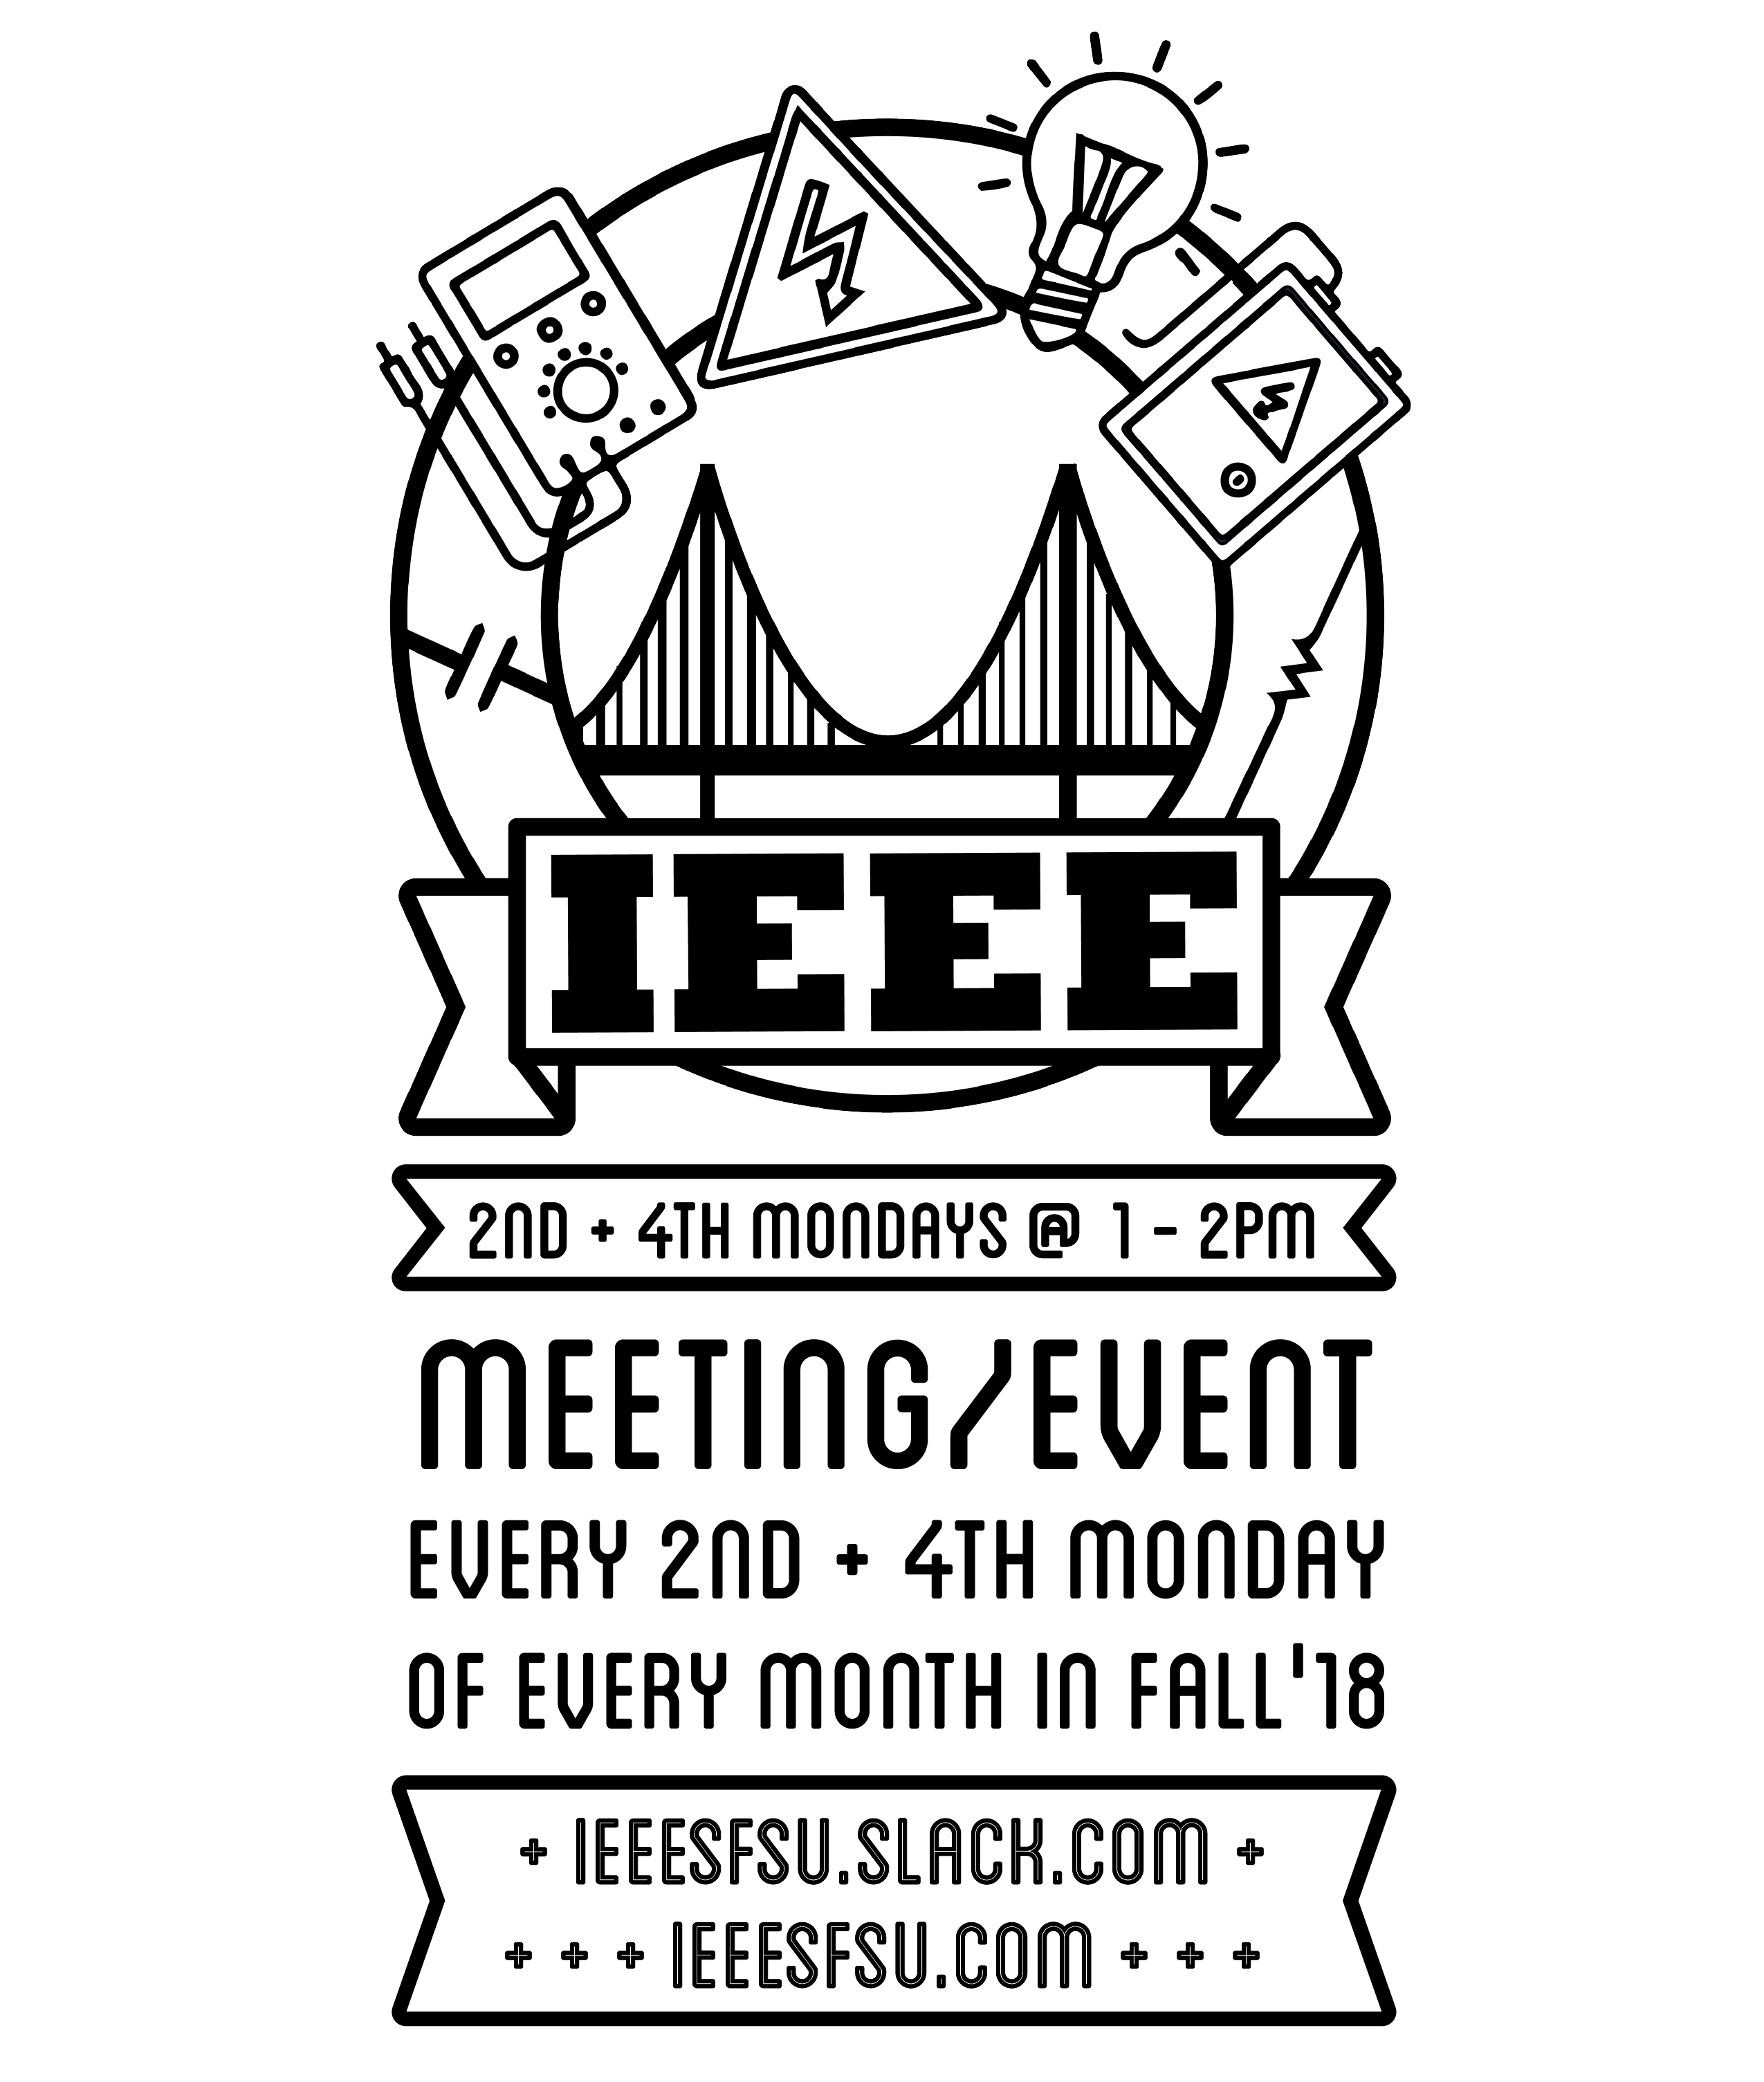 IEEE
2ND + 4TH MONDAYS @ 1 - 2PM
MEETING/EVENT
EVERY 2ND + 4TH MONDAY
OF EVERY MONTH IN FALL'18
+ IEEESFSU.SLACK.COM +
+ + + IEEESFSU.COM + + +